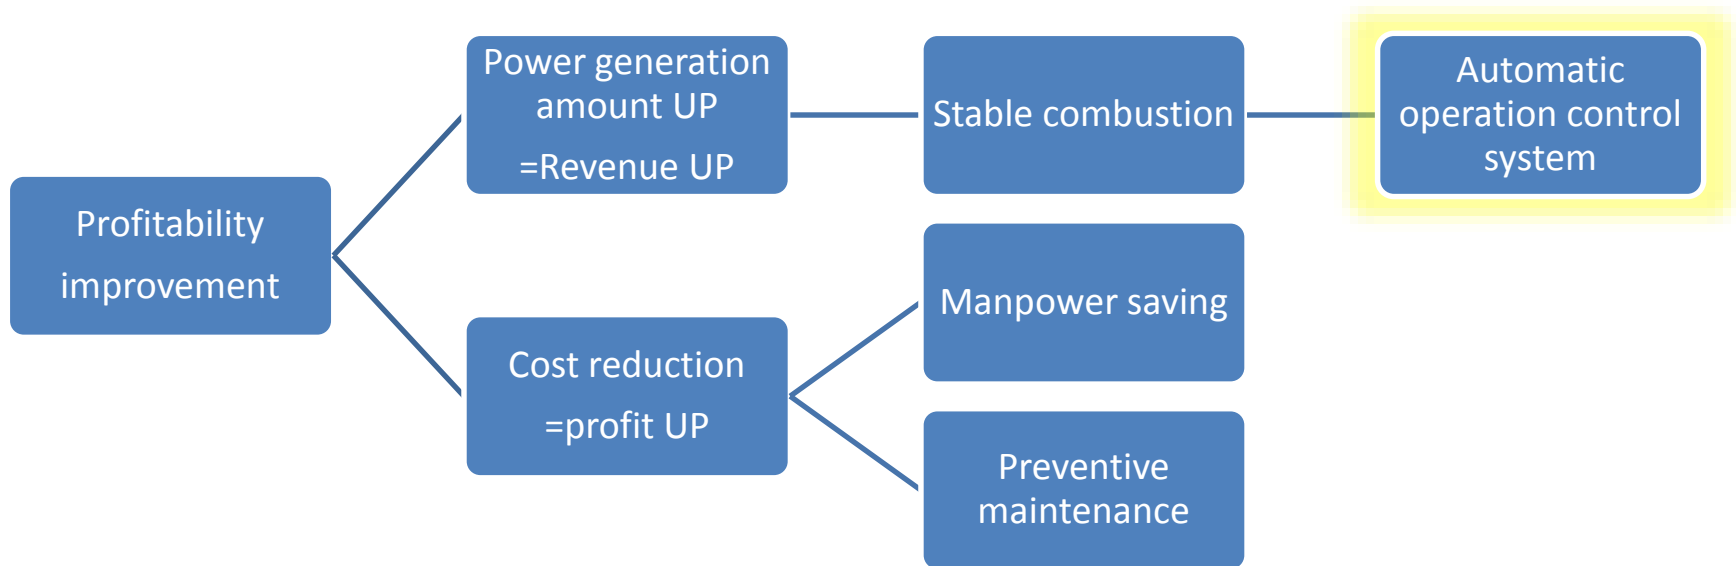 Profitability
improvement
Power generation
amount UP
=Revenue UP
Stable combustion
Automatic
operation control
system
Cost reduction
=profit UP
Manpower saving
Preventive
maintenance